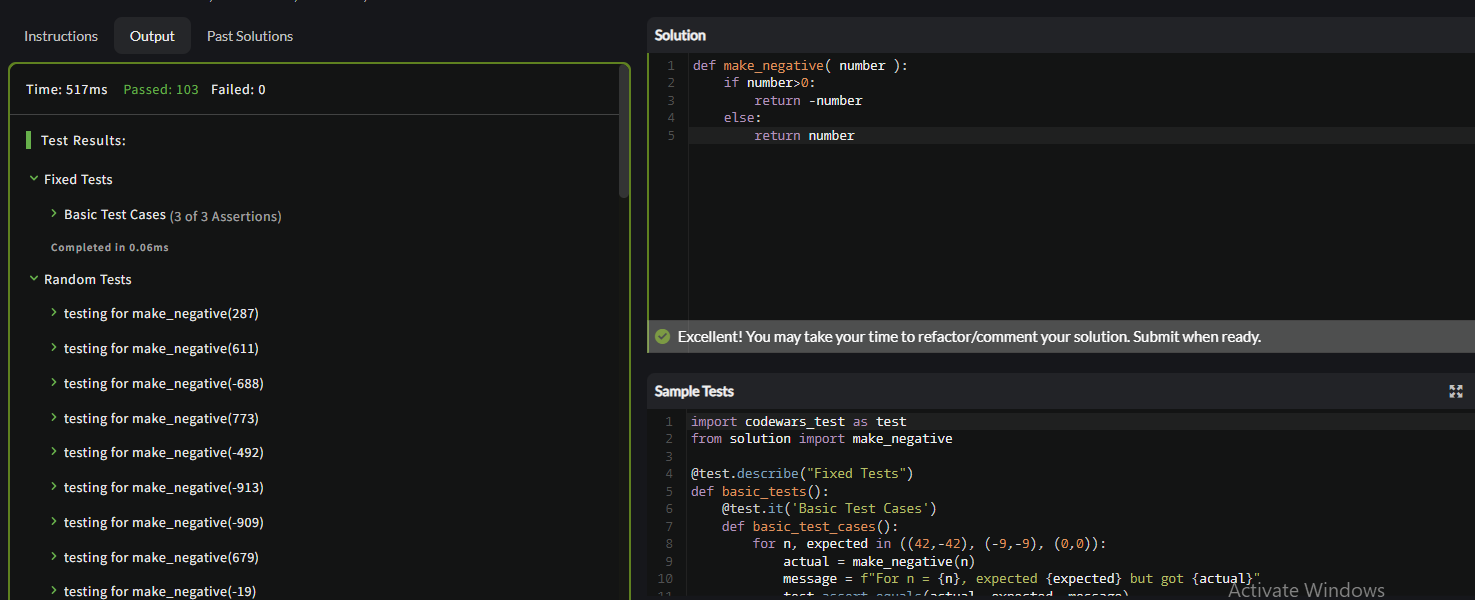 Instructions
Output
Past Solutions
Time: 517ms Passed: 103 Failed: 0
Test Results:
Fixed Tests
Basic Test Cases (3 of 3 Assertions)
Completed in 0.06ms
Random Tests
testing for make_negative(287)
testing for make_negative(611)
testing for make_negative(-688)
testing for make_negative(773)
testing for make_negative(-492)
testing for make_negative(-913)
testing for make_negative(-909)
testing for make_negative(679)
testing for make_negative(-19)
Solution
1 def make_negative( number ):
2 if number>0:
3 return -number
4 else:
5 return number
Excellent! You may take your time to refactor/comment your solution. Submit when ready.
Sample Tests
1 import codewars_test as test
2 from solution import make_negative
3
4 @test.describe("Fixed Tests")
5 def basic_tests():
6 @test.it('Basic Test Cases')
7 def basic_test_cases():
8 for n, expected in ((42,-42), (-9,-9), (0,0)):
9 actual = make_negative(n)
10 message = f"For n = {n}, expected {expected} but got {actual}"
11 test.assert_equals(actual, expected, message)
Activate Windows